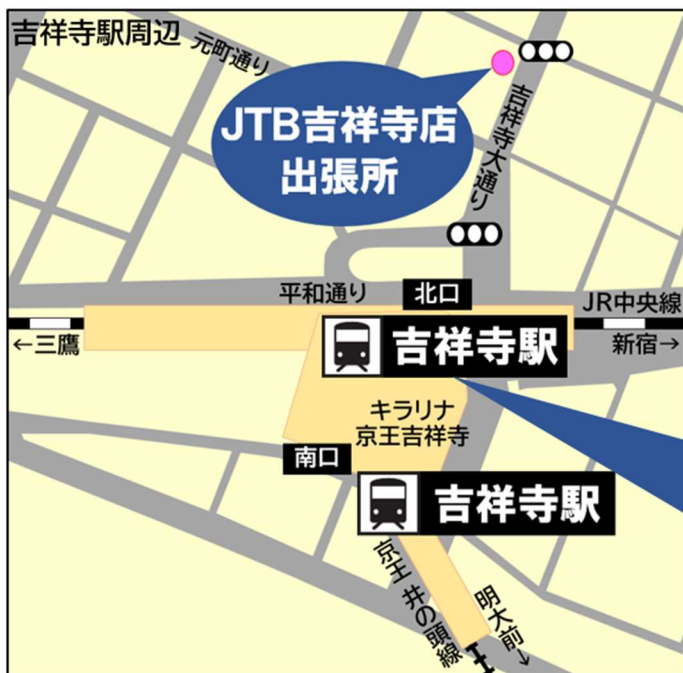 吉祥寺駅周辺
元町通り
JTB吉祥寺店
出張所
吉祥寺大通り
平和通り
北口
JR中央線
←三鷹
吉祥寺駅
新宿→
キラリナ
京王吉祥寺
南口
吉祥寺駅
京王 井の頭線
明大前→